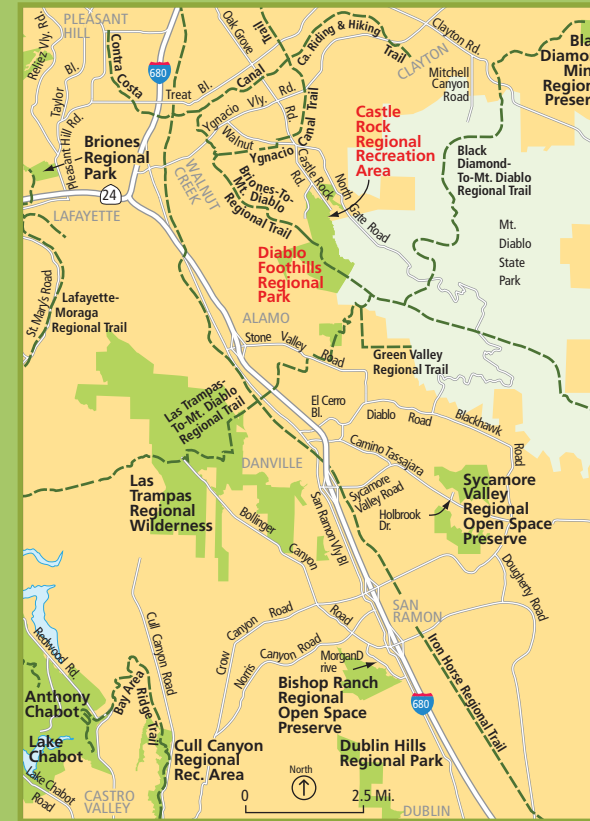 PLEASANT
HILL
Reliez Vly. Rd.
Taylor Bl.
Contra Costa
Canal
Trail
680
Treat Bl.
Oak Grove
Rd.
Ca. Riding & Hiking
Trail
Clayton Rd.
CLAYTON
Mitchell
Canyon
Road
Bla
Diamo
Min
Region
Preser
Pleasant Hill Rd.
Ygnacio Vly. Rd.
Canal Trail
Walnut
Ygnacio
Castle Rock
Rd.
North Gate Road
Castle
Rock
Regional
Recreation
Area
Black
Diamond-
To-Mt. Diablo
Regional Trail
Briones
Regional
Park
24
LAFAYETTE
WALNUT
CREEK
Briones-To-
Mt. Diablo
Regional Trail
Mt.
Diablo
State
Park
Diablo
Foothills
Regional
Park
St. Mary's Road
Lafayette-
Moraga
Regional Trail
ALAMO
Stone Valley
Road
Green Valley
Regional Trail
Las Trampas-
To-Mt. Diablo
Regional Trail
El Cerro
Bl.
Diablo Road
Blackhawk
Road
Camino Tassajara
DANVILLE
Sycamore
Valley Road
Holbrook
Dr.
Sycamore
Valley
Regional
Open Space
Preserve
Las
Trampas
Regional
Wilderness
Bollinger
Canyon
Road
San Ramon Vly Bl
Dougherty Road
SAN
RAMON
Cull Canyon Road
Crow Canyon Road
Norris Canyon Road
MorganD
rive
Iron Horse Regional Trail
Bishop Ranch
Regional
Open Space
Preserve
680
Redwood Rd.
Bay Area
Ridge Trail
Anthony
Chabot
Lake
Chabot
Lake Chabot
Road
CASTRO
VALLEY
Cull Canyon
Regional
Rec. Area
Dublin Hills
Regional Park
North
0 2.5 Mi.
DUBLIN